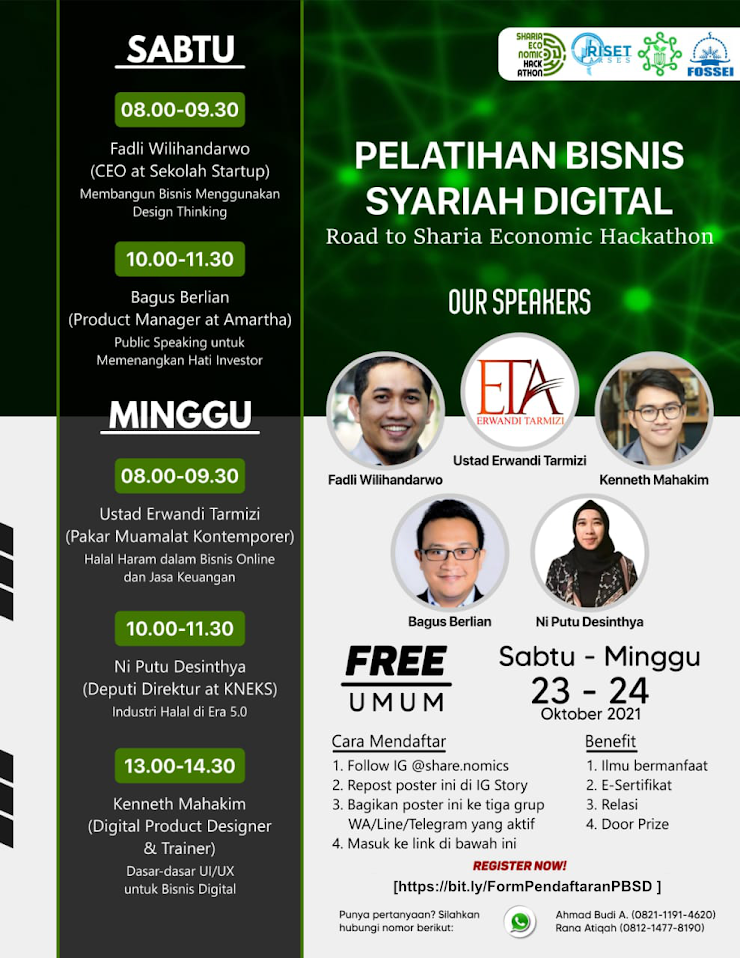 SABTU
08.00-09.30
Fadli Wilihandarwo
(CEO at Sekolah Startup)
Membangun Bisnis Menggunakan
Design Thinking
10.00-11.30
Bagus Berlian
(Product Manager at Amartha)
Public Speaking untuk
Memenangkan Hati Investor
MINGGU
08.00-09.30
Ustad Erwandi Tarmizi
(Pakar Muamalat Kontemporer)
Halal Haram dalam Bisnis Online
dan Jasa Keuangan
10.00-11.30
Ni Putu Desinthya
(Deputi Direktur at KNEKS)
Industri Halal di Era 5.0
13.00-14.30
Kenneth Mahakim
(Digital Product Designer
& Trainer)
Dasar-dasar UI/UX
untuk Bisnis Digital
SHARIA
ECO
NOMIC
HACK
ATHON
RISET
FOSSEI
PELATIHAN BISNIS
SYARIAH DIGITAL
Road to Sharia Economic Hackathon
OUR SPEAKERS
ETA
ERWANDI TARMIZI
Fadli Wilihandarwo
Ustad Erwandi Tarmizi
Kenneth Mahakim
Bagus Berlian
Ni Putu Desinthya
FREE
UMUM
Sabtu - Minggu
23 - 24
Oktober 2021
Cara Mendaftar
1. Follow IG @share.nomics
2. Repost poster ini di IG Story
3. Bagikan poster ini ke tiga grup
WA/Line/Telegram yang aktif
4. Masuk ke link di bawah ini
Benefit
1. Ilmu bermanfaat
2. E-Sertifikat
3. Relasi
4. Door Prize
REGISTER NOW!
[https://bit.ly/FormPendaftaranPBSD ]
Punya pertanyaan? Silahkan
hubungi nomor berikut:
Ahmad Budi A. (0821-1191-4620)
Rana Atiqah (0812-1477-8190)